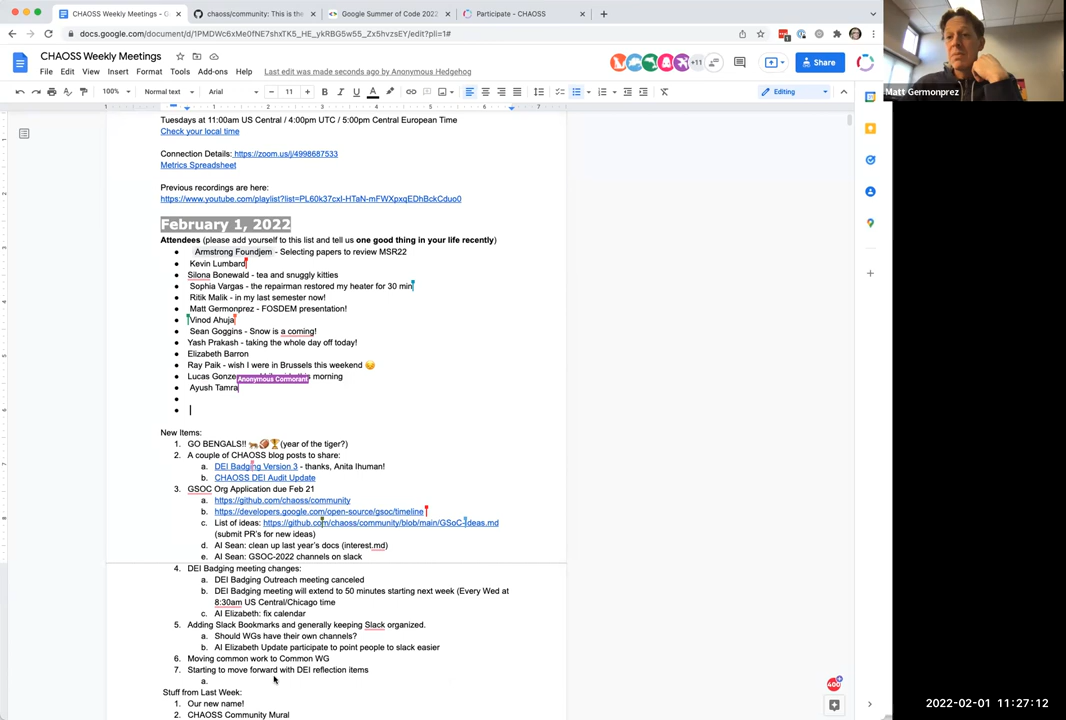 CHAOSS Weekly Meetings - G
chaoss/community: This is the
Google Summer of Code 2022
Participate - CHAOSS
docs.google.com/document/d/1PMDWc6xMe0fNE7shxTK5_HE_ykRBG5w55_Zx5hvzsEY/edit?pli=1#
CHAOSS Weekly Meetings
File Edit View Insert Format Tools Add-ons Help Last edit was made seconds ago by Anonymous Hedgehog
+11
Share
100% Normal text Arial 11 B I U A Editing
Tuesdays at 11:00am US Central / 4:00pm UTC / 5:00pm Central European Time
Check your local time
Connection Details: https://zoom.us/j/4998687533
Metrics Spreadsheet
Previous recordings are here:
https://www.youtube.com/playlist?list=PL60k37cxI-HTaN-mFWXpxqEDhBckCduo0
February 1, 2022
Attendees (please add yourself to this list and tell us one good thing in your life recently)
Armstrong Foundjem - Selecting papers to review MSR22
Kevin Lumbard
Silona Bonewald - tea and snuggly kitties
Sophia Vargas - the repairman restored my heater for 30 min
Ritik Malik - in my last semester now!
Matt Germonprez - FOSDEM presentation!
Vinod Ahuja
Sean Goggins - Snow is a coming!
Yash Prakash - taking the whole day off today!
Elizabeth Barron
Ray Paik - wish I were in Brussels this weekend 😔
Lucas Gonze morning
Anonymous Cormorant
Ayush Tamra
New Items:
1. GO BENGALS!! 🐅🏈🏆(year of the tiger?)
2. A couple of CHAOSS blog posts to share:
a. DEI Badging Version 3 - thanks, Anita Ihuman!
b. CHAOSS DEI Audit Update
3. GSOC Org Application due Feb 21
a. https://github.com/chaoss/community
b. https://developers.google.com/open-source/gsoc/timeline
c. List of ideas: https://github.com/chaoss/community/blob/main/GSoC-Ideas.md
(submit PR's for new ideas)
d. AI Sean: clean up last year's docs (interest.md)
e. AI Sean: GSOC-2022 channels on slack
4. DEI Badging meeting changes:
a. DEI Badging Outreach meeting canceled
b. DEI Badging meeting will extend to 50 minutes starting next week (Every Wed at
8:30am US Central/Chicago time
c. AI Elizabeth: fix calendar
5. Adding Slack Bookmarks and generally keeping Slack organized.
a. Should WGs have their own channels?
b. AI Elizabeth Update participate to point people to slack easier
6. Moving common work to Common WG
7. Starting to move forward with DEI reflection items
a.
Stuff from Last Week:
1. Our new name!
2. CHAOSS Community Mural
Matt Germonprez
400
2022-02-01 11:27:12